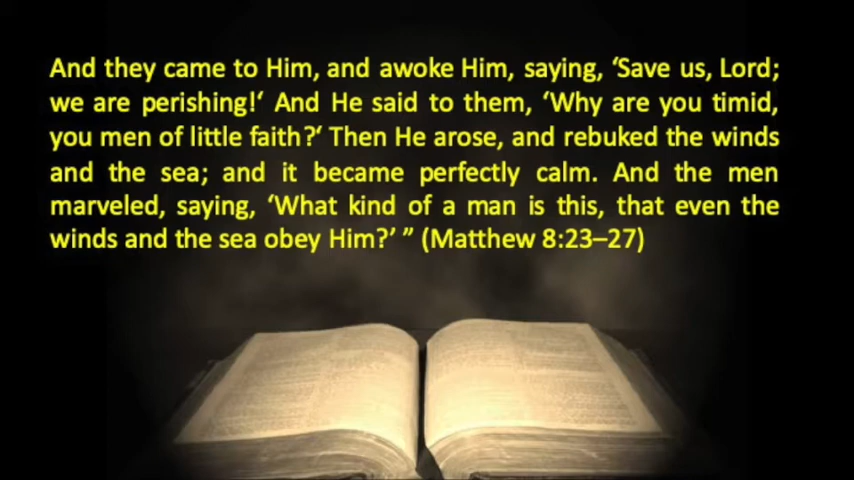 And they came to Him, and awoke Him, saying, ‘Save us, Lord;
we are perishing!‘ And He said to them, ‘Why are you timid,
you men of little faith?‘ Then He arose, and rebuked the winds
and the sea; and it became perfectly calm. And the men
marveled, saying, ‘What kind of a man is this, that even the
winds and the sea obey Him?’ ” (Matthew 8:23–27)